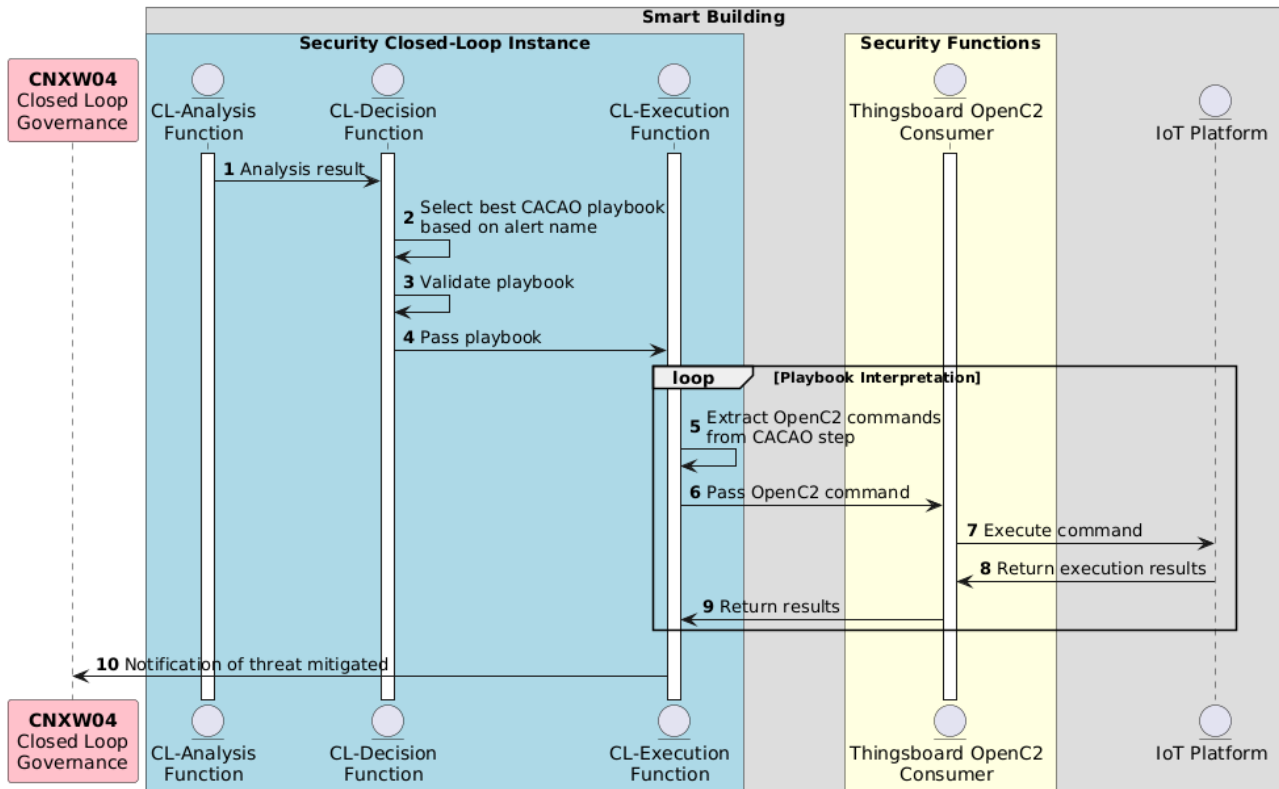 Smart Building
Security Closed-Loop Instance
Security Functions
CNXW04
Closed Loop
Governance
CL-Analysis
Function
CL-Decision
Function
CL-Execution
Function
Thingsboard OpenC2
Consumer
IoT Platform
1 Analysis result
2 Select best CACAO playbook
based on alert name
3 Validate playbook
4 Pass playbook
loop [Playbook Interpretation]
5 Extract OpenC2 commands
from CACAO step
6 Pass OpenC2 command
7 Execute command
8 Return execution results
9 Return results
10 Notification of threat mitigated
CNXW04
Closed Loop
Governance
CL-Analysis
Function
CL-Decision
Function
CL-Execution
Function
Thingsboard OpenC2
Consumer
IoT Platform